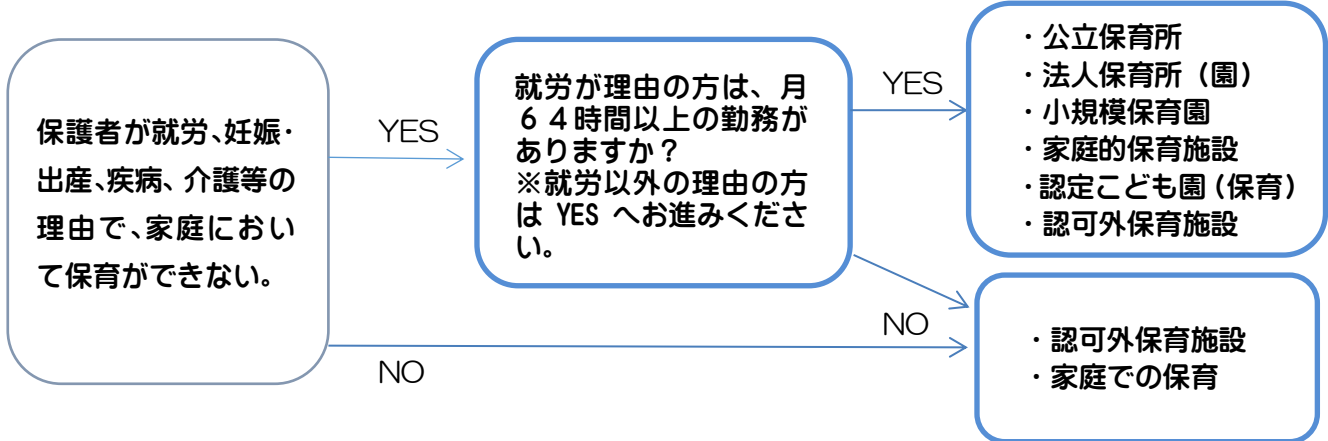 保護者が就労、妊娠・
出産、疾病、介護等の
理由で、家庭におい
て保育ができない。
YES
NO
就労が理由の方は、月
６４時間以上の勤務が
ありますか？
※就労以外の理由の方
は YES へお進みくださ
い。
YES
NO
・公立保育所
・法人保育所（園）
・小規模保育園
・家庭的保育施設
・認定こども園（保育）
・認可外保育施設
・認可外保育施設
・家庭での保育